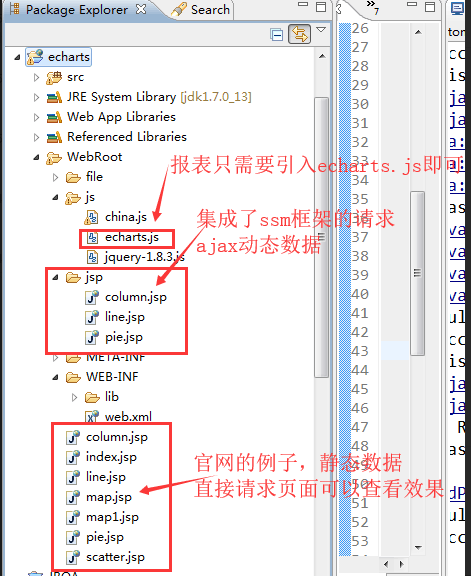 Package Explorer
Search
7
echarts
src
JRE System Library [jdk1.7.0_13]
Web App Libraries
Referenced Libraries
WebRoot
file
js
china.js
echarts.js
jquery-1.8.3.js
jsp
column.jsp
line.jsp
pie.jsp
META-INF
WEB-INF
lib
web.xml
column.jsp
index.jsp
line.jsp
map.jsp
map1.jsp
pie.jsp
scatter.jsp
报表只需要引入echarts.js即可
集成了ssm框架的请求
ajax动态数据
官网的例子，静态数据
直接请求页面可以查看效果
26
27
28
29
30
31
32
33
34
35
36
37
38
39
40
41
42
43
44
45
46
47
48
49
50
51
52
53